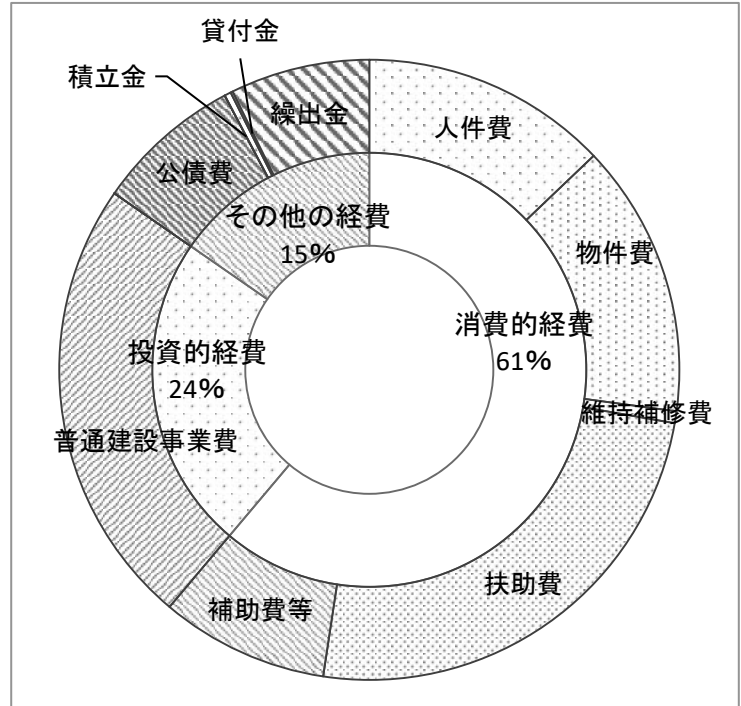 貸付金
積立金
繰出金
人件費
公債費
その他の経費
15%
物件費
消費的経費
61%
投資的経費
24%
維持補修費
普通建設事業費
扶助費
補助費等